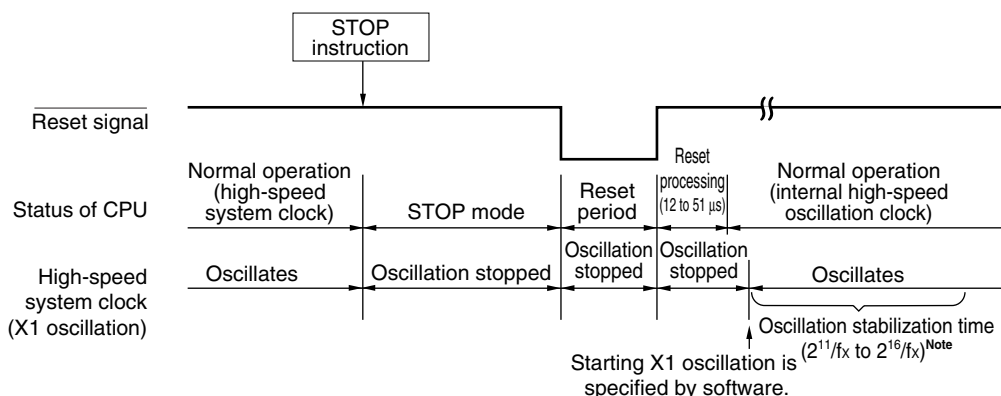 STOP
instruction
Reset signal
Status of CPU
Normal operation
(high-speed
system clock)
STOP mode
Reset
period
Reset
processing
(12 to 51 μs)
Normal operation
(internal high-speed
oscillation clock)
High-speed
system clock
(X1 oscillation)
Oscillates
Oscillation stopped
Oscillation
stopped
Oscillation
stopped
Oscillates
Oscillation stabilization time
(2¹¹/fx to 2¹⁶/fx)Note
Starting X1 oscillation is
specified by software.